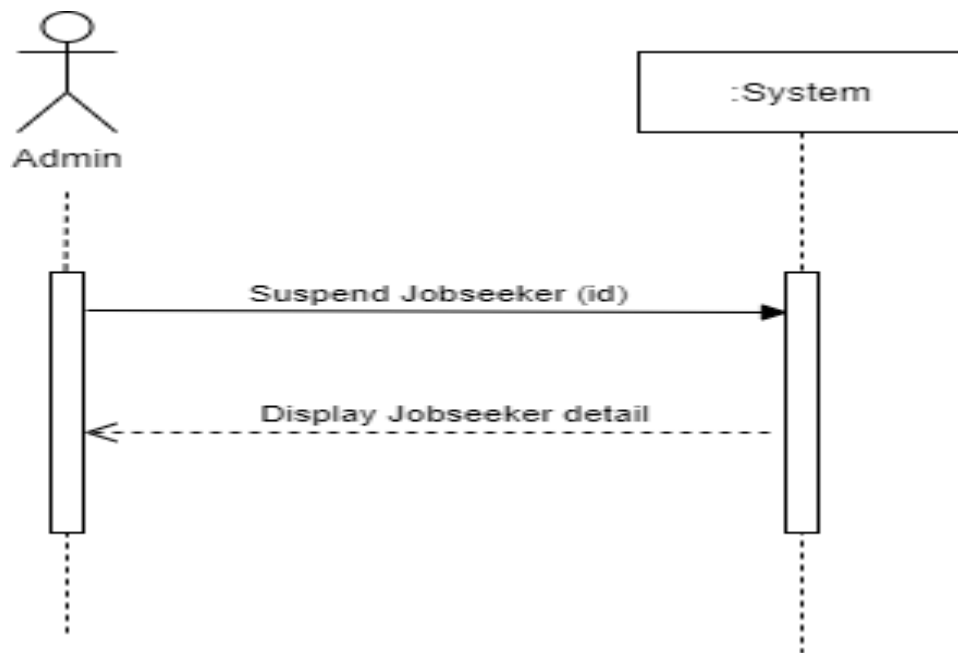 :System
Admin
Suspend Jobseeker (id)
Display Jobseeker detail